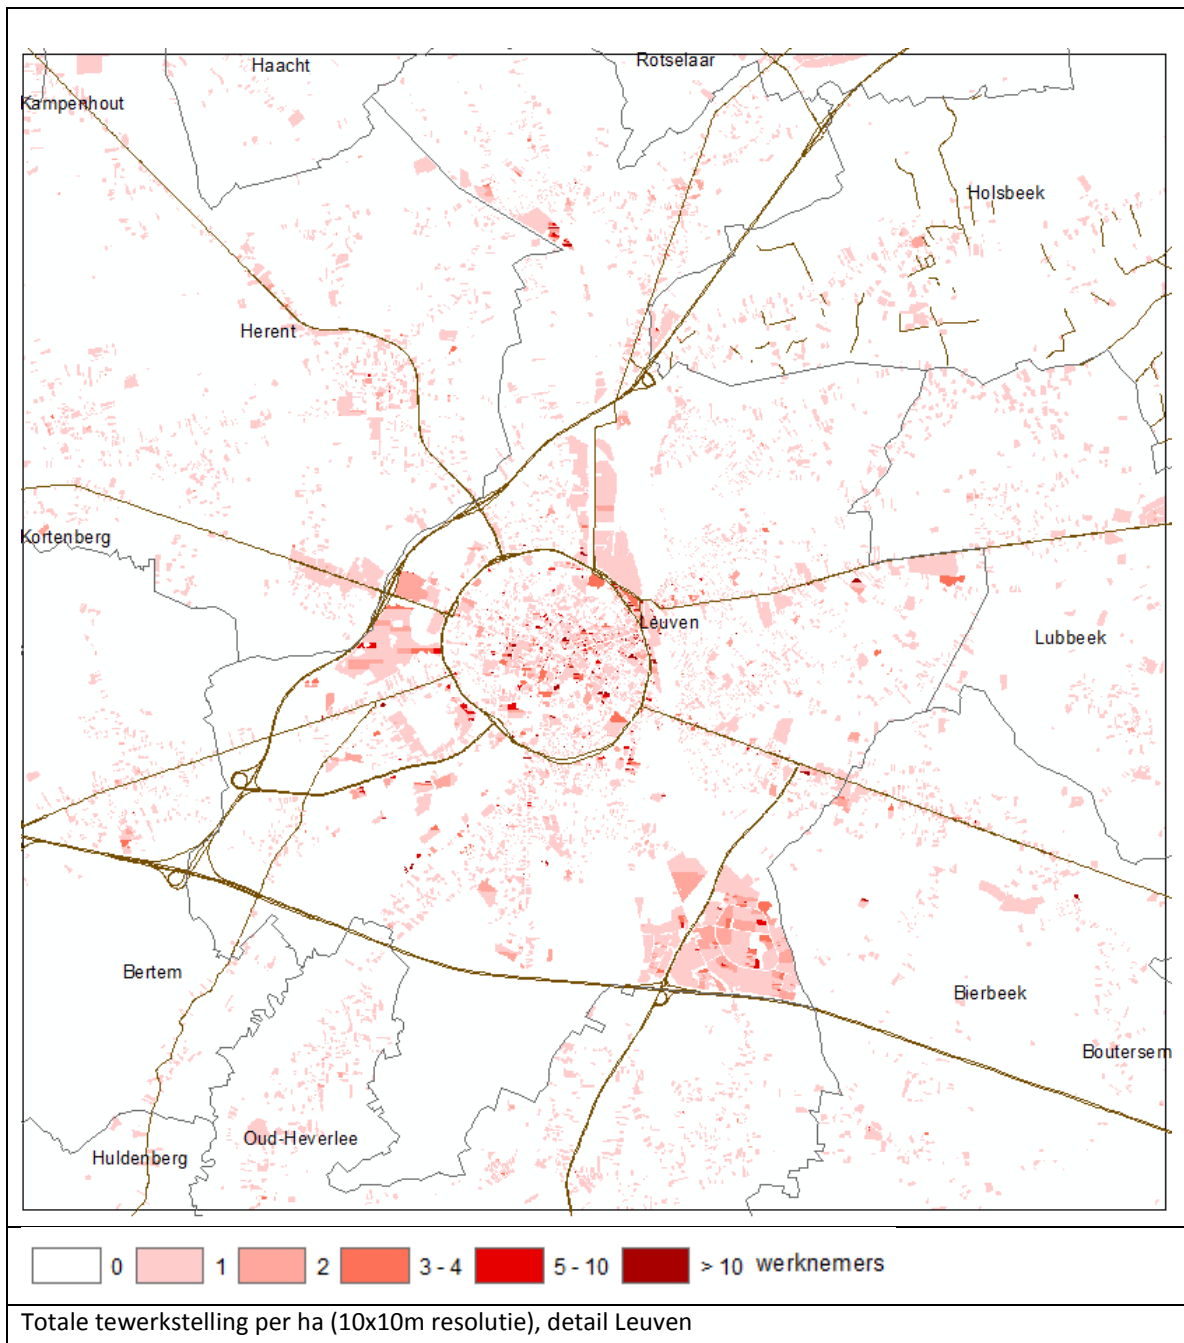 Haacht
Rotselaar
Kampenhout
Holsbeek
Herent
Kortenberg
Leuven
Lubbeek
Bertem
Bierbeek
Boutersem
Oud-Heverlee
Huldenberg
0 1 2 3 - 4 5 - 10 > 10 werknemers
Totale tewerkstelling per ha (10x10m resolutie), detail Leuven